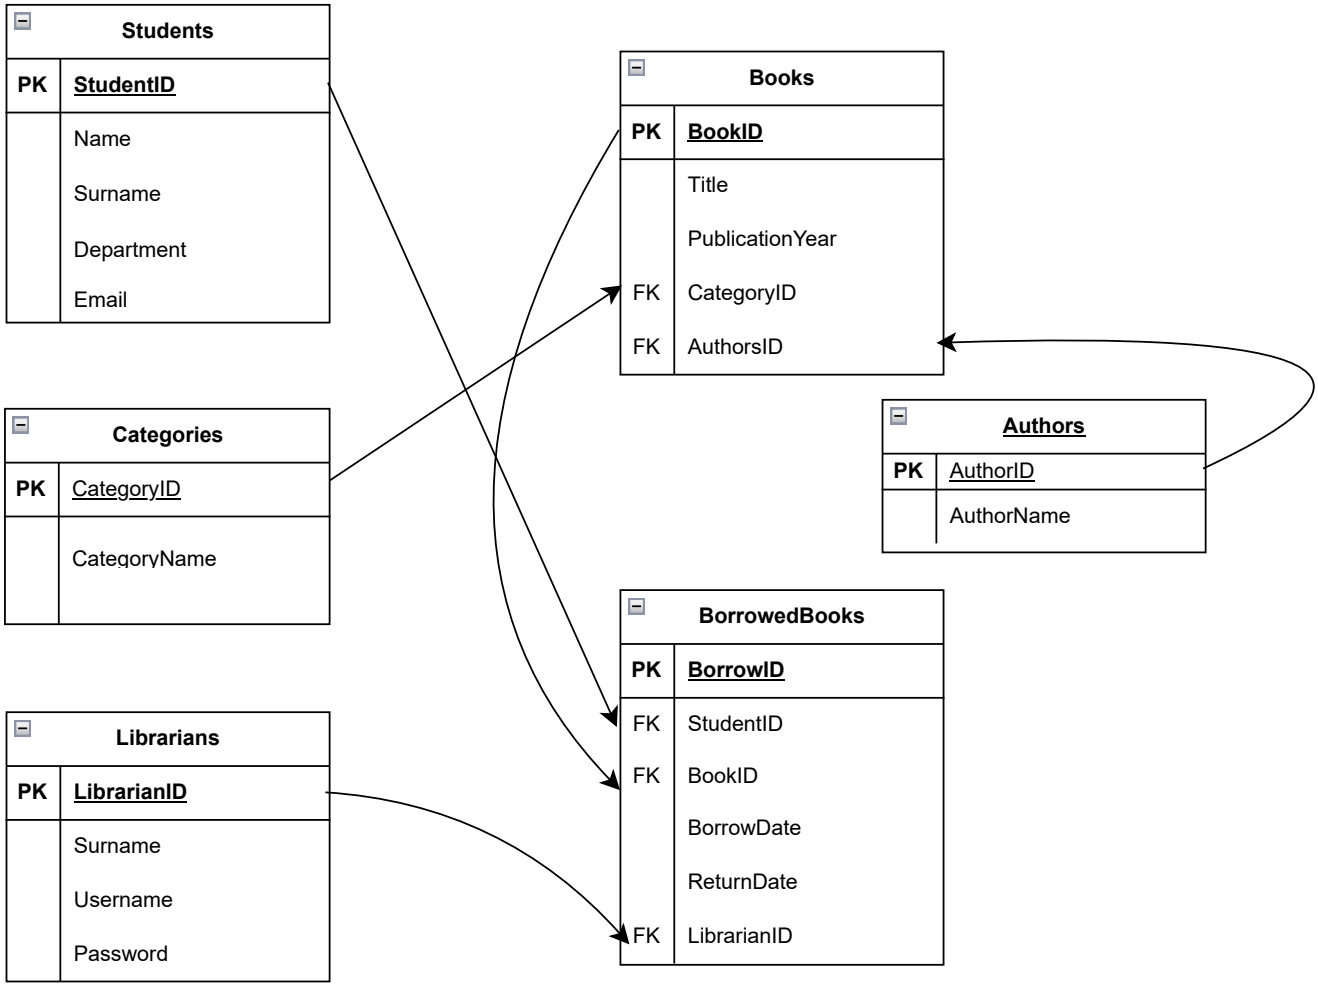 Students
PK StudentID
Name
Surname
Department
Email
Books
PK BookID
Title
PublicationYear
FK CategoryID
FK AuthorsID
Categories
PK CategoryID
CategoryName
Authors
PK AuthorID
AuthorName
BorrowedBooks
PK BorrowID
FK StudentID
FK BookID
BorrowDate
ReturnDate
FK LibrarianID
Librarians
PK LibrarianID
Surname
Username
Password